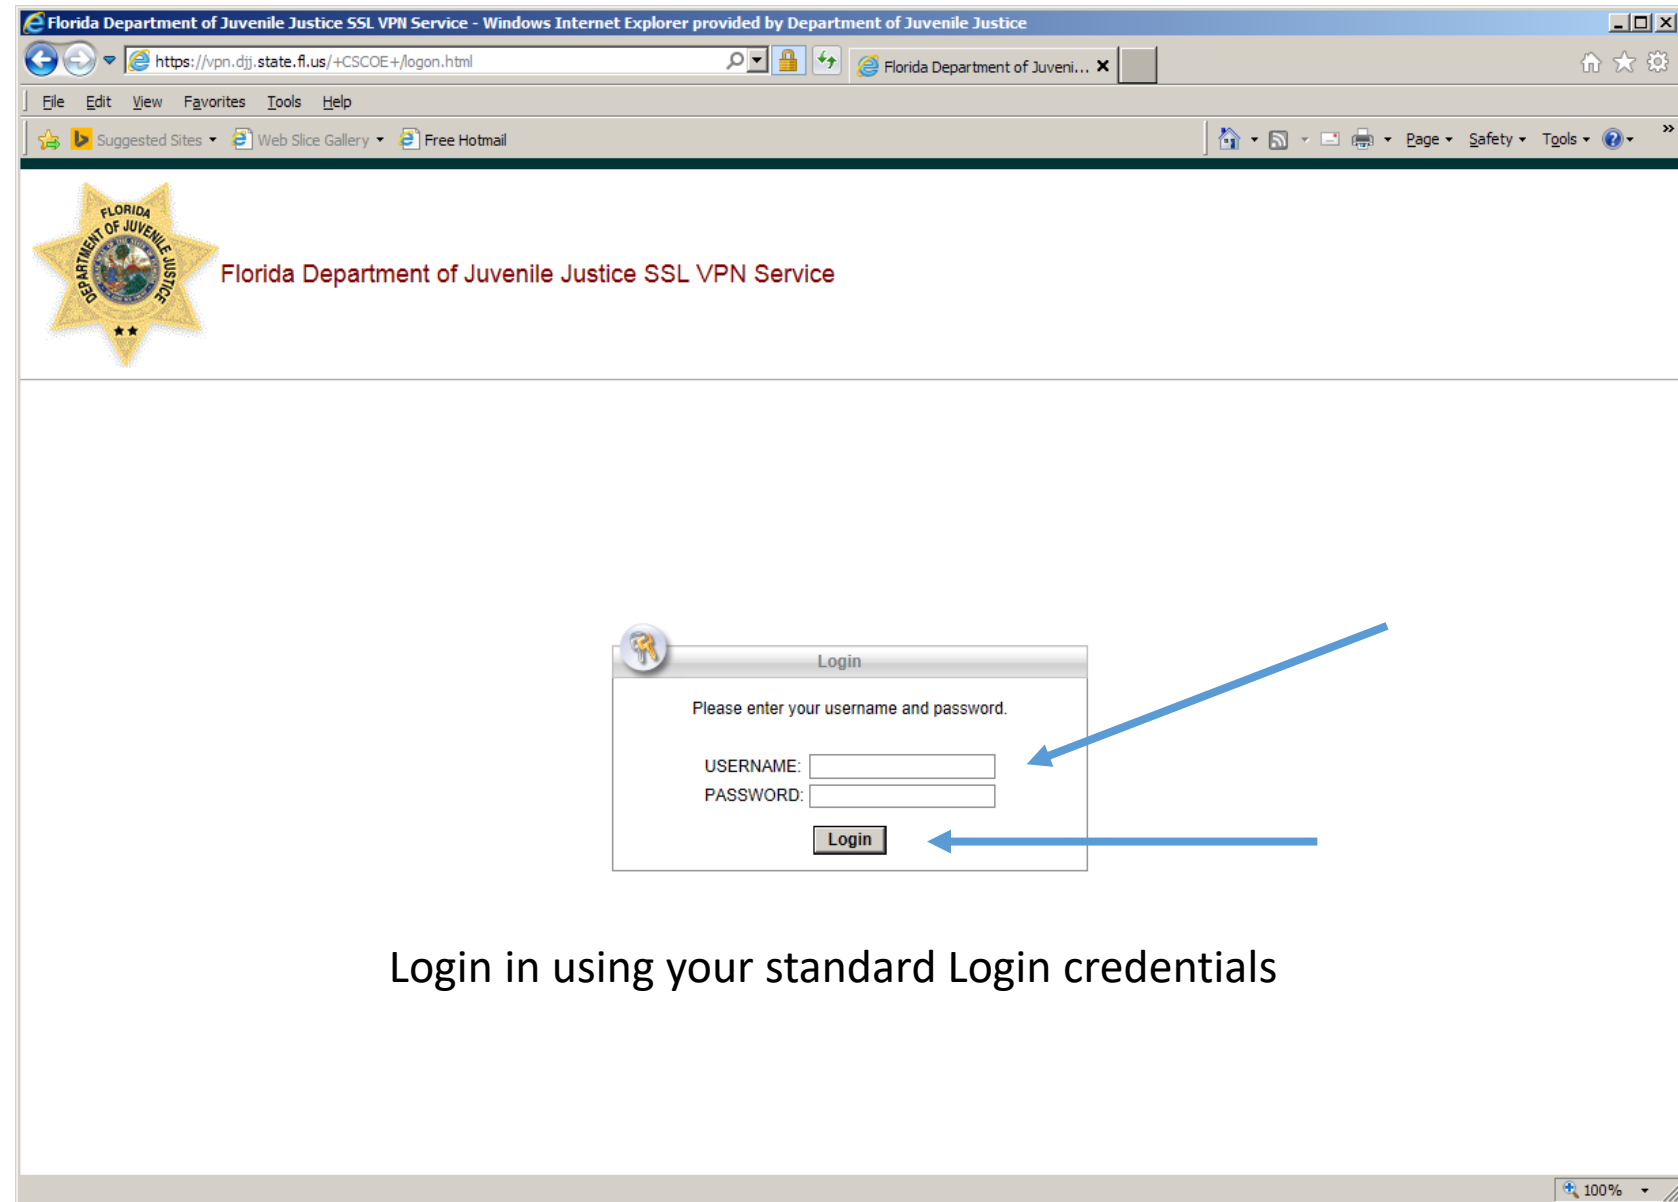 Florida Department of Juvenile Justice SSL VPN Service - Windows Internet Explorer provided by Department of Juvenile Justice
https://vpn.djj.state.fl.us/+CSCOE+/logon.html
Florida Department of Juveni...
File Edit View Favorites Tools Help
Suggested Sites Web Slice Gallery Free Hotmail Page Safety Tools
FLORIDA
DEPARTMENT OF JUVENILE JUSTICE
Florida Department of Juvenile Justice SSL VPN Service
Login
Please enter your username and password.
USERNAME:
PASSWORD:
Login
Login in using your standard Login credentials
100%